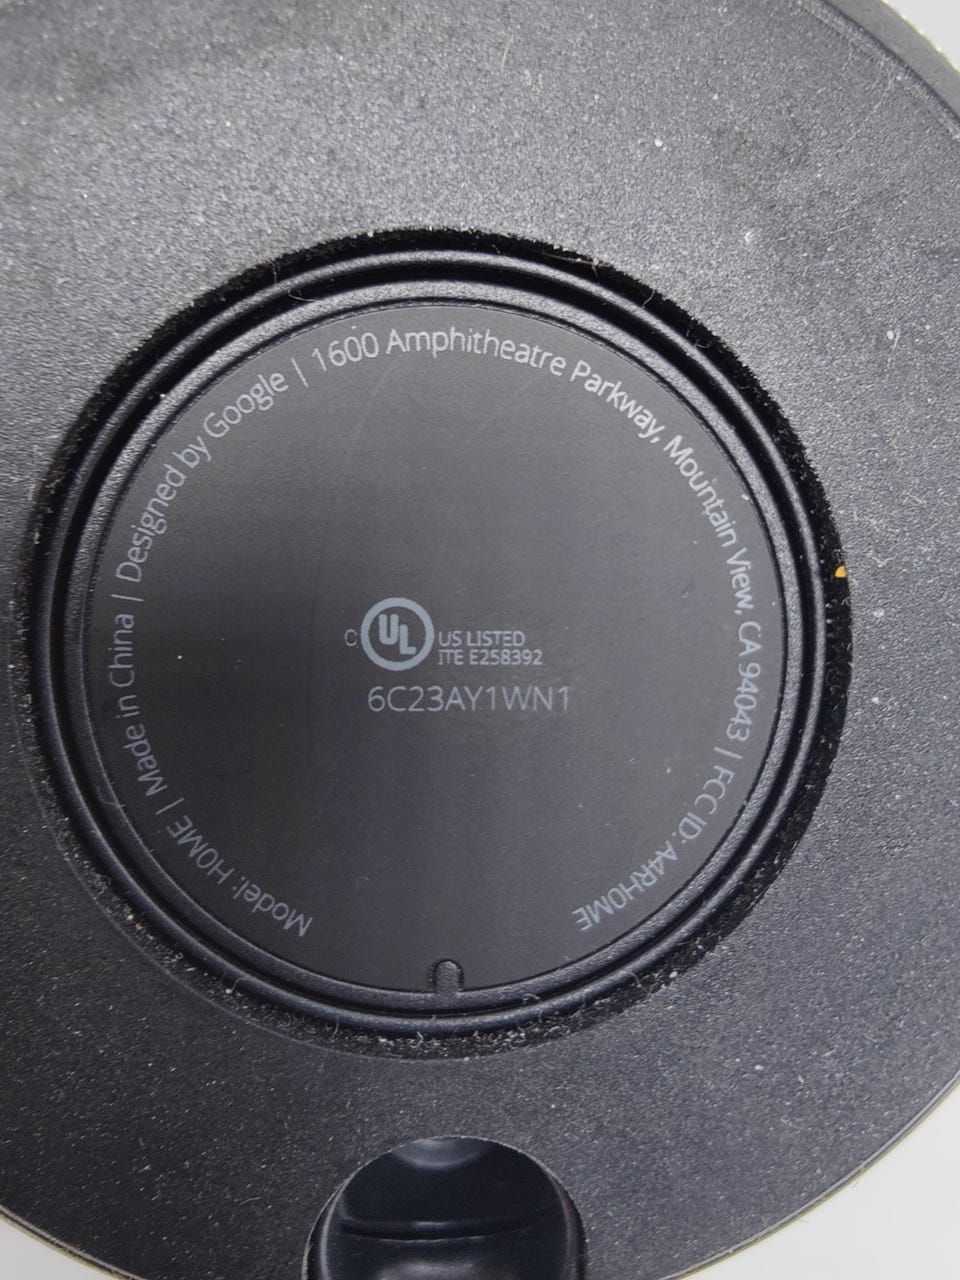 Model: H0ME | Made in China | Designed by Google | 1600 Amphitheatre Parkway, Mountain View, CA 94043 | FCC ID: A4RH0ME
C UL US LISTED
ITE E258392
6C23AY1WN1